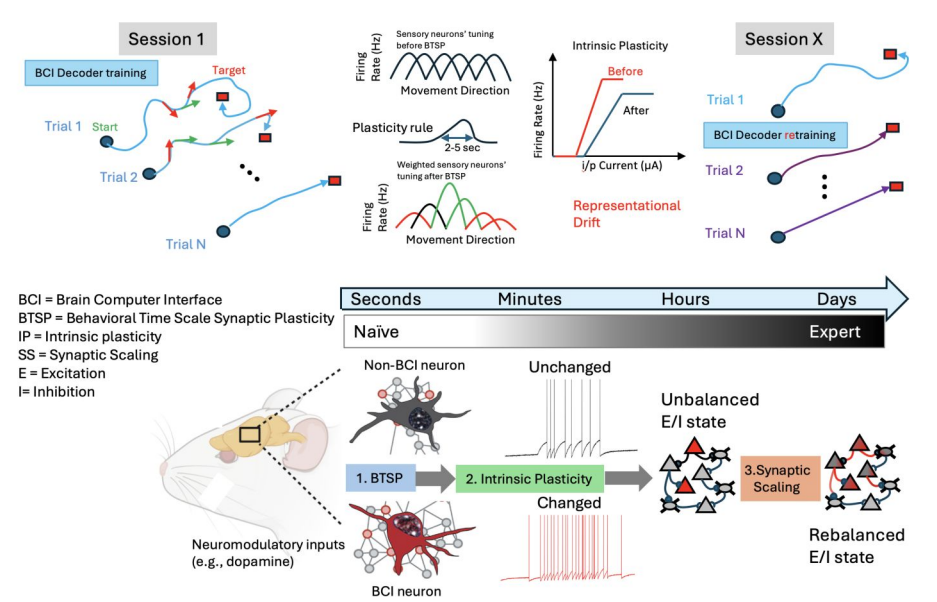 Session 1
BCI Decoder training
Target
Trial 1
Start
Trial 2
Trial N
Sensory neurons' tuning
before BTSP
Firing
Rate (Hz)
Movement Direction
Plasticity rule
2-5 sec
Weighted sensory neurons'
tuning after BTSP
Firing
Rate (Hz)
Movement Direction
Intrinsic Plasticity
Before
After
Firing Rate (Hz)
i/p Current (µA)
Representational
Drift
Session X
Trial 1
BCI Decoder retraining
Trial 2
Trial N
BCI = Brain Computer Interface
BTSP = Behavioral Time Scale Synaptic Plasticity
IP = Intrinsic plasticity
SS = Synaptic Scaling
E = Excitation
I= Inhibition
Seconds Minutes Hours Days
Naïve Expert
Non-BCI neuron
Unchanged
Unbalanced
E/I state
1. BTSP
2. Intrinsic Plasticity
3.Synaptic
Scaling
Changed
Rebalanced
E/I state
Neuromodulatory inputs
(e.g., dopamine)
BCI neuron